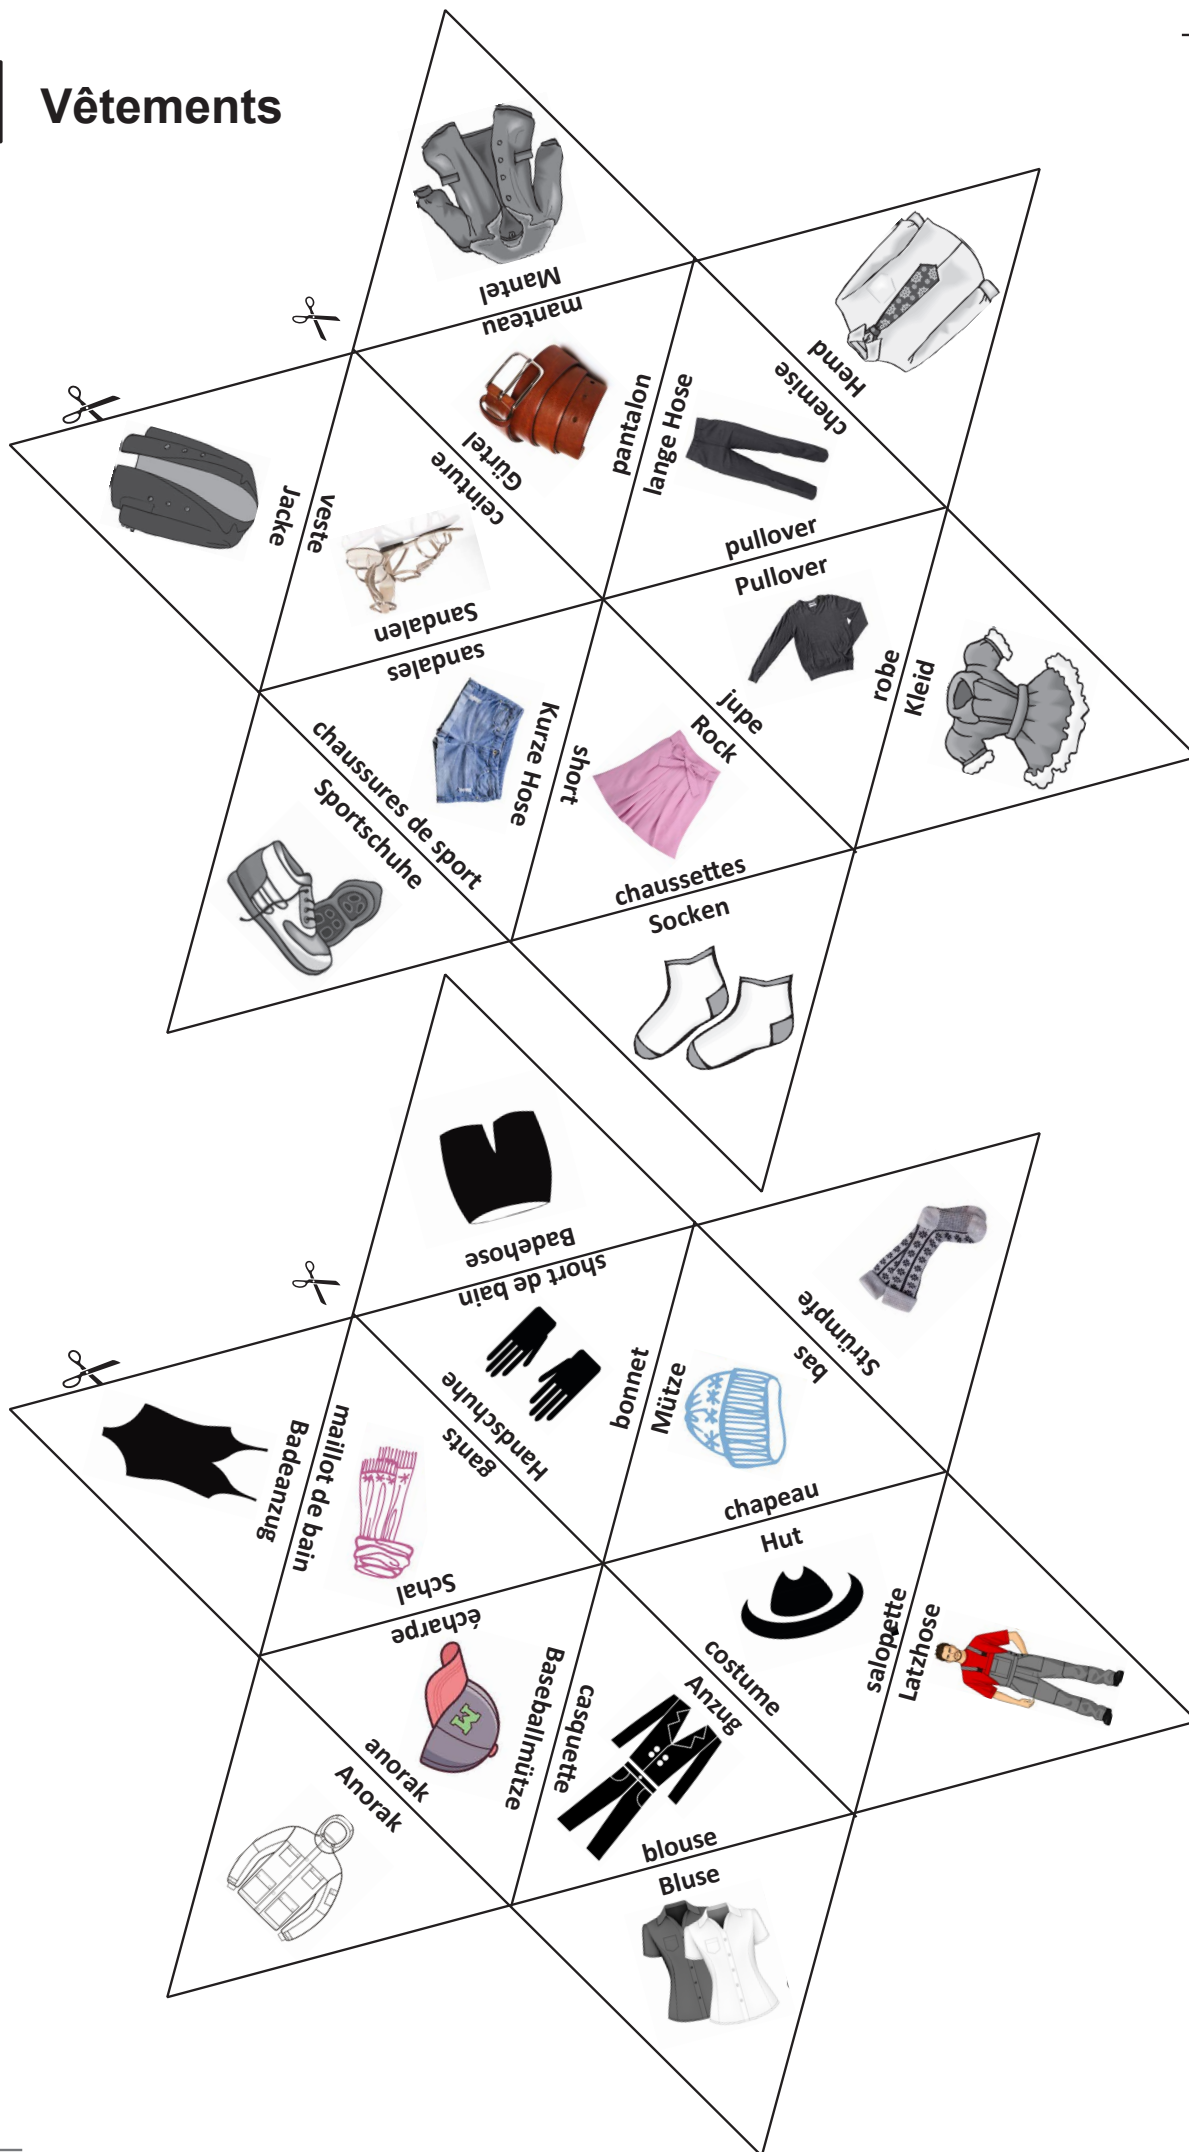 Vêtements
Mantel
manteau
Hemd
chemise
pantalon
lange Hose
Gürtel
ceinture
veste
Jacke
pullover
Pullover
Sandalen
sandales
robe
Kleid
jupe
Rock
Kurze Hose
short
chaussures de sport
Sportschuhe
chaussettes
Socken
Badehose
short de bain
Strümpfe
bas
bonnet
Mütze
Handschuhe
gants
maillot de bain
Badeanzug
chapeau
Hut
Schal
écharpe
salopette
Latzhose
costume
Anzug
Baseballmütze
casquette
anorak
Anorak
blouse
Bluse